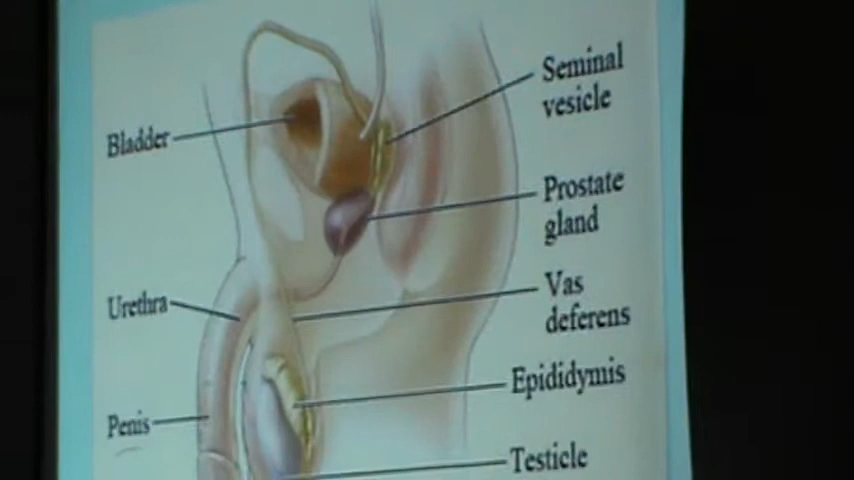 Seminal
vesicle
Bladder
Prostate
gland
Urethra
Vas
deferens
Epididymis
Penis
Testicle